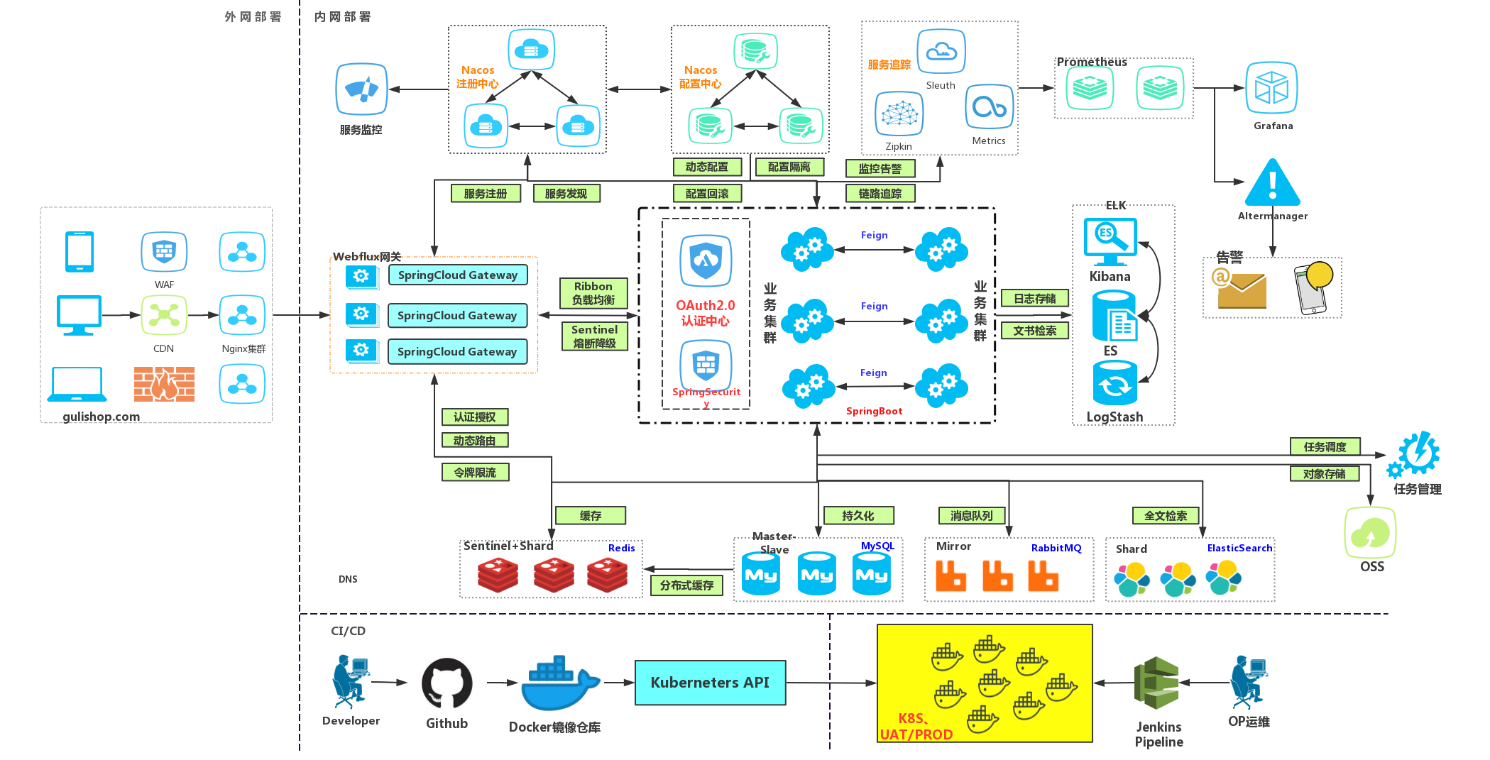 外网部署
内网部署
服务监控
Nacos
注册中心
Nacos
配置中心
服务追踪
Sleuth
Zipkin
Metrics
Prometheus
Grafana
服务注册
服务发现
动态配置
配置隔离
配置回滚
监控告警
链路追踪
Altermanager
告警
@
WAF
CDN
Nginx集群
gulishop.com
Webflux网关
SpringCloud Gateway
SpringCloud Gateway
SpringCloud Gateway
Ribbon
负载均衡
Sentinel
熔断降级
OAuth2.0
认证中心
SpringSecurit
y
业务集群
Feign
Feign
Feign
业务集群
SpringBoot
日志存储
文书检索
ELK
ES
Kibana
ES
LogStash
认证授权
动态路由
令牌限流
任务调度
对象存储
任务管理
OSS
缓存
持久化
消息队列
全文检索
Sentinel+Shard
Redis
分布式缓存
Master-
Slave
MySQL
My
My
My
Mirror
RabbitMQ
Shard
ElasticSearch
DNS
CI/CD
Developer
Github
Docker镜像仓库
Kuberneters API
K8S、
UAT/PROD
Jenkins
Pipeline
OP运维